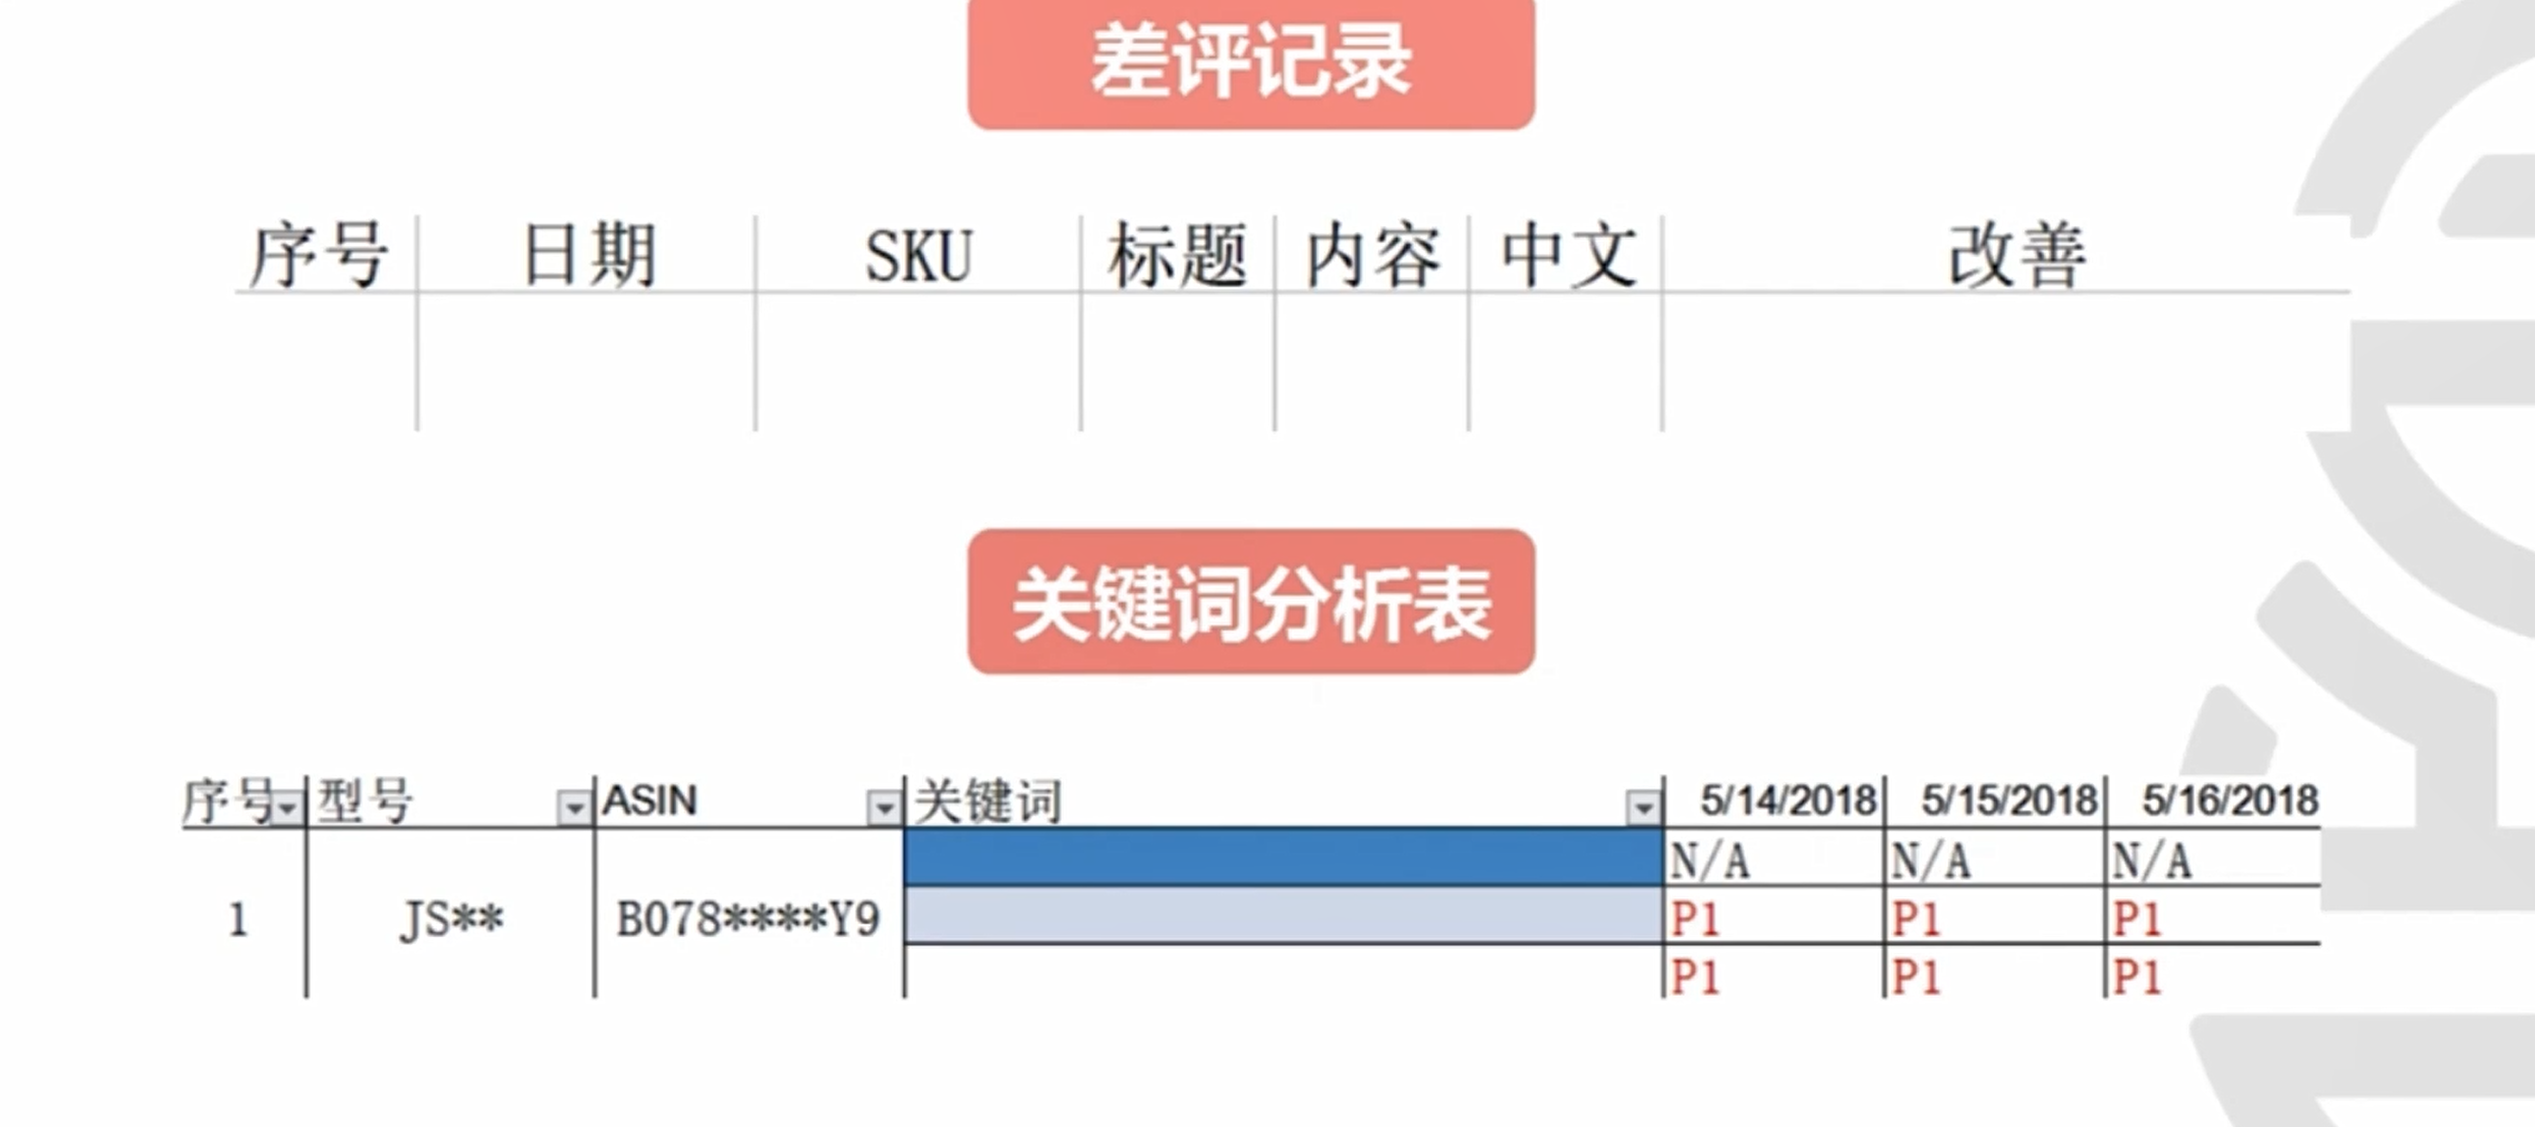 差评记录
序号 日期 SKU 标题 内容 中文 改善
关键词分析表
序号 型号 ASIN 关键词 5/14/2018 5/15/2018 5/16/2018
N/A N/A N/A
1 JS** B078****Y9 P1 P1 P1
P1 P1 P1